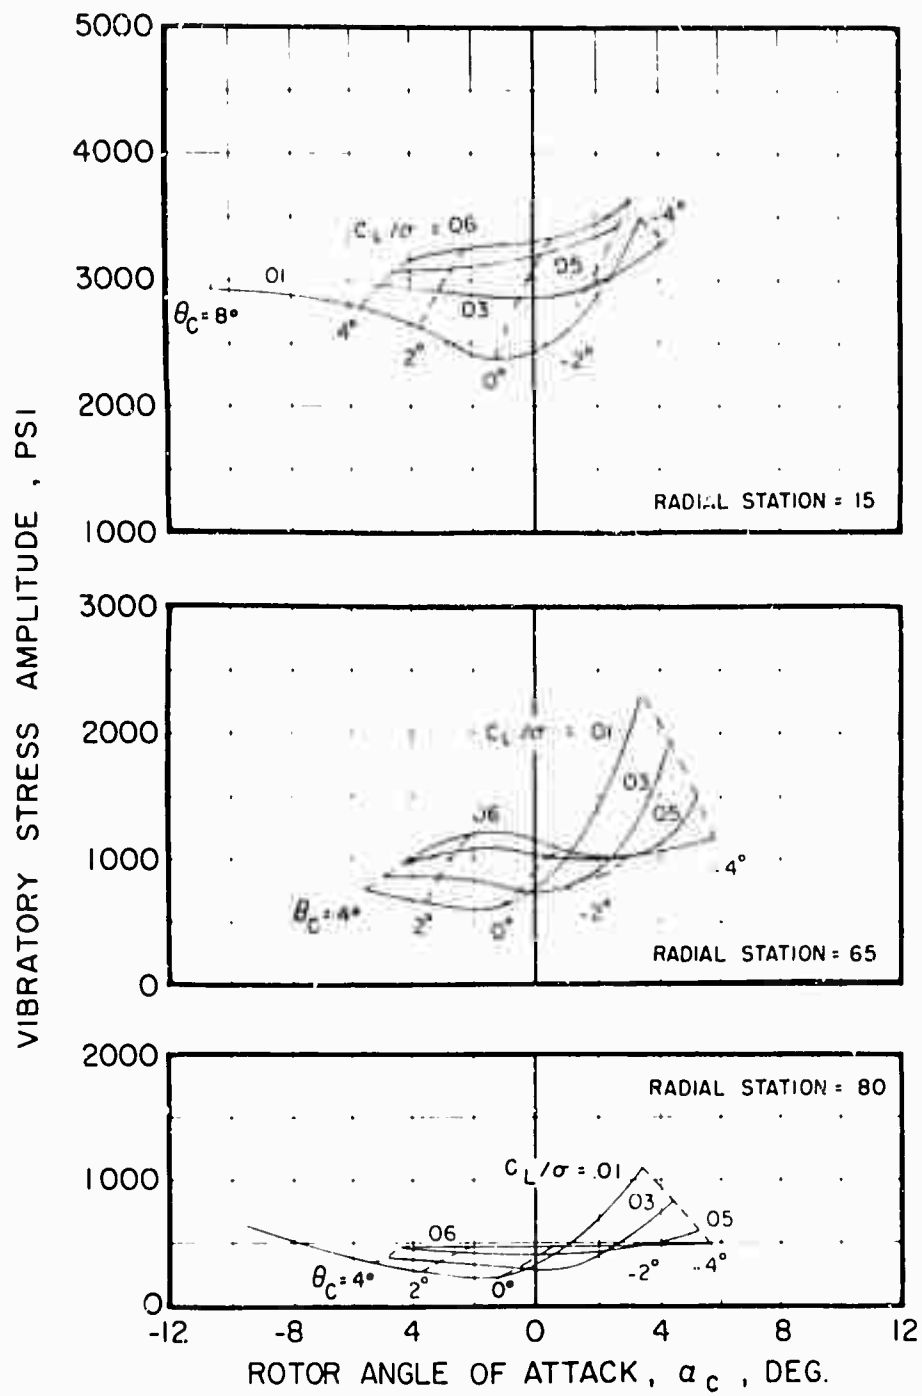 VIBRATORY STRESS AMPLITUDE , PSI
5000
4000
3000
2000
1000
C_L/σ = .06
-4°
.01
.05
.03
θ_C = 8°
4°
2°
0°
-2°
RADIAL STATION = 15
3000
2000
1000
0
C_L/σ = .01
.03
.05
.06
-4°
θ_C = 4°
2°
0°
-2°
RADIAL STATION = 65
2000
1000
0
RADIAL STATION = 80
C_L/σ = .01
.03
.05
.06
θ_C = 4°
2°
0°
-2°
-4°
-12 -8 4 0 4 8 12
ROTOR ANGLE OF ATTACK , α_C , DEG.